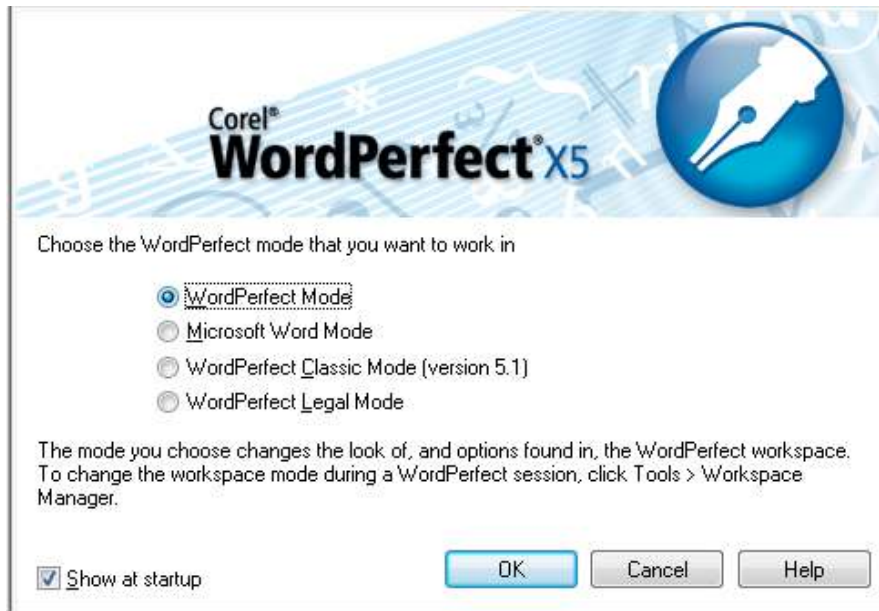 Corel®
WordPerfect® X5
Choose the WordPerfect mode that you want to work in
WordPerfect Mode
Microsoft Word Mode
WordPerfect Classic Mode (version 5.1)
WordPerfect Legal Mode
The mode you choose changes the look of, and options found in, the WordPerfect workspace.
To change the workspace mode during a WordPerfect session, click Tools > Workspace
Manager.
Show at startup
OK
Cancel
Help